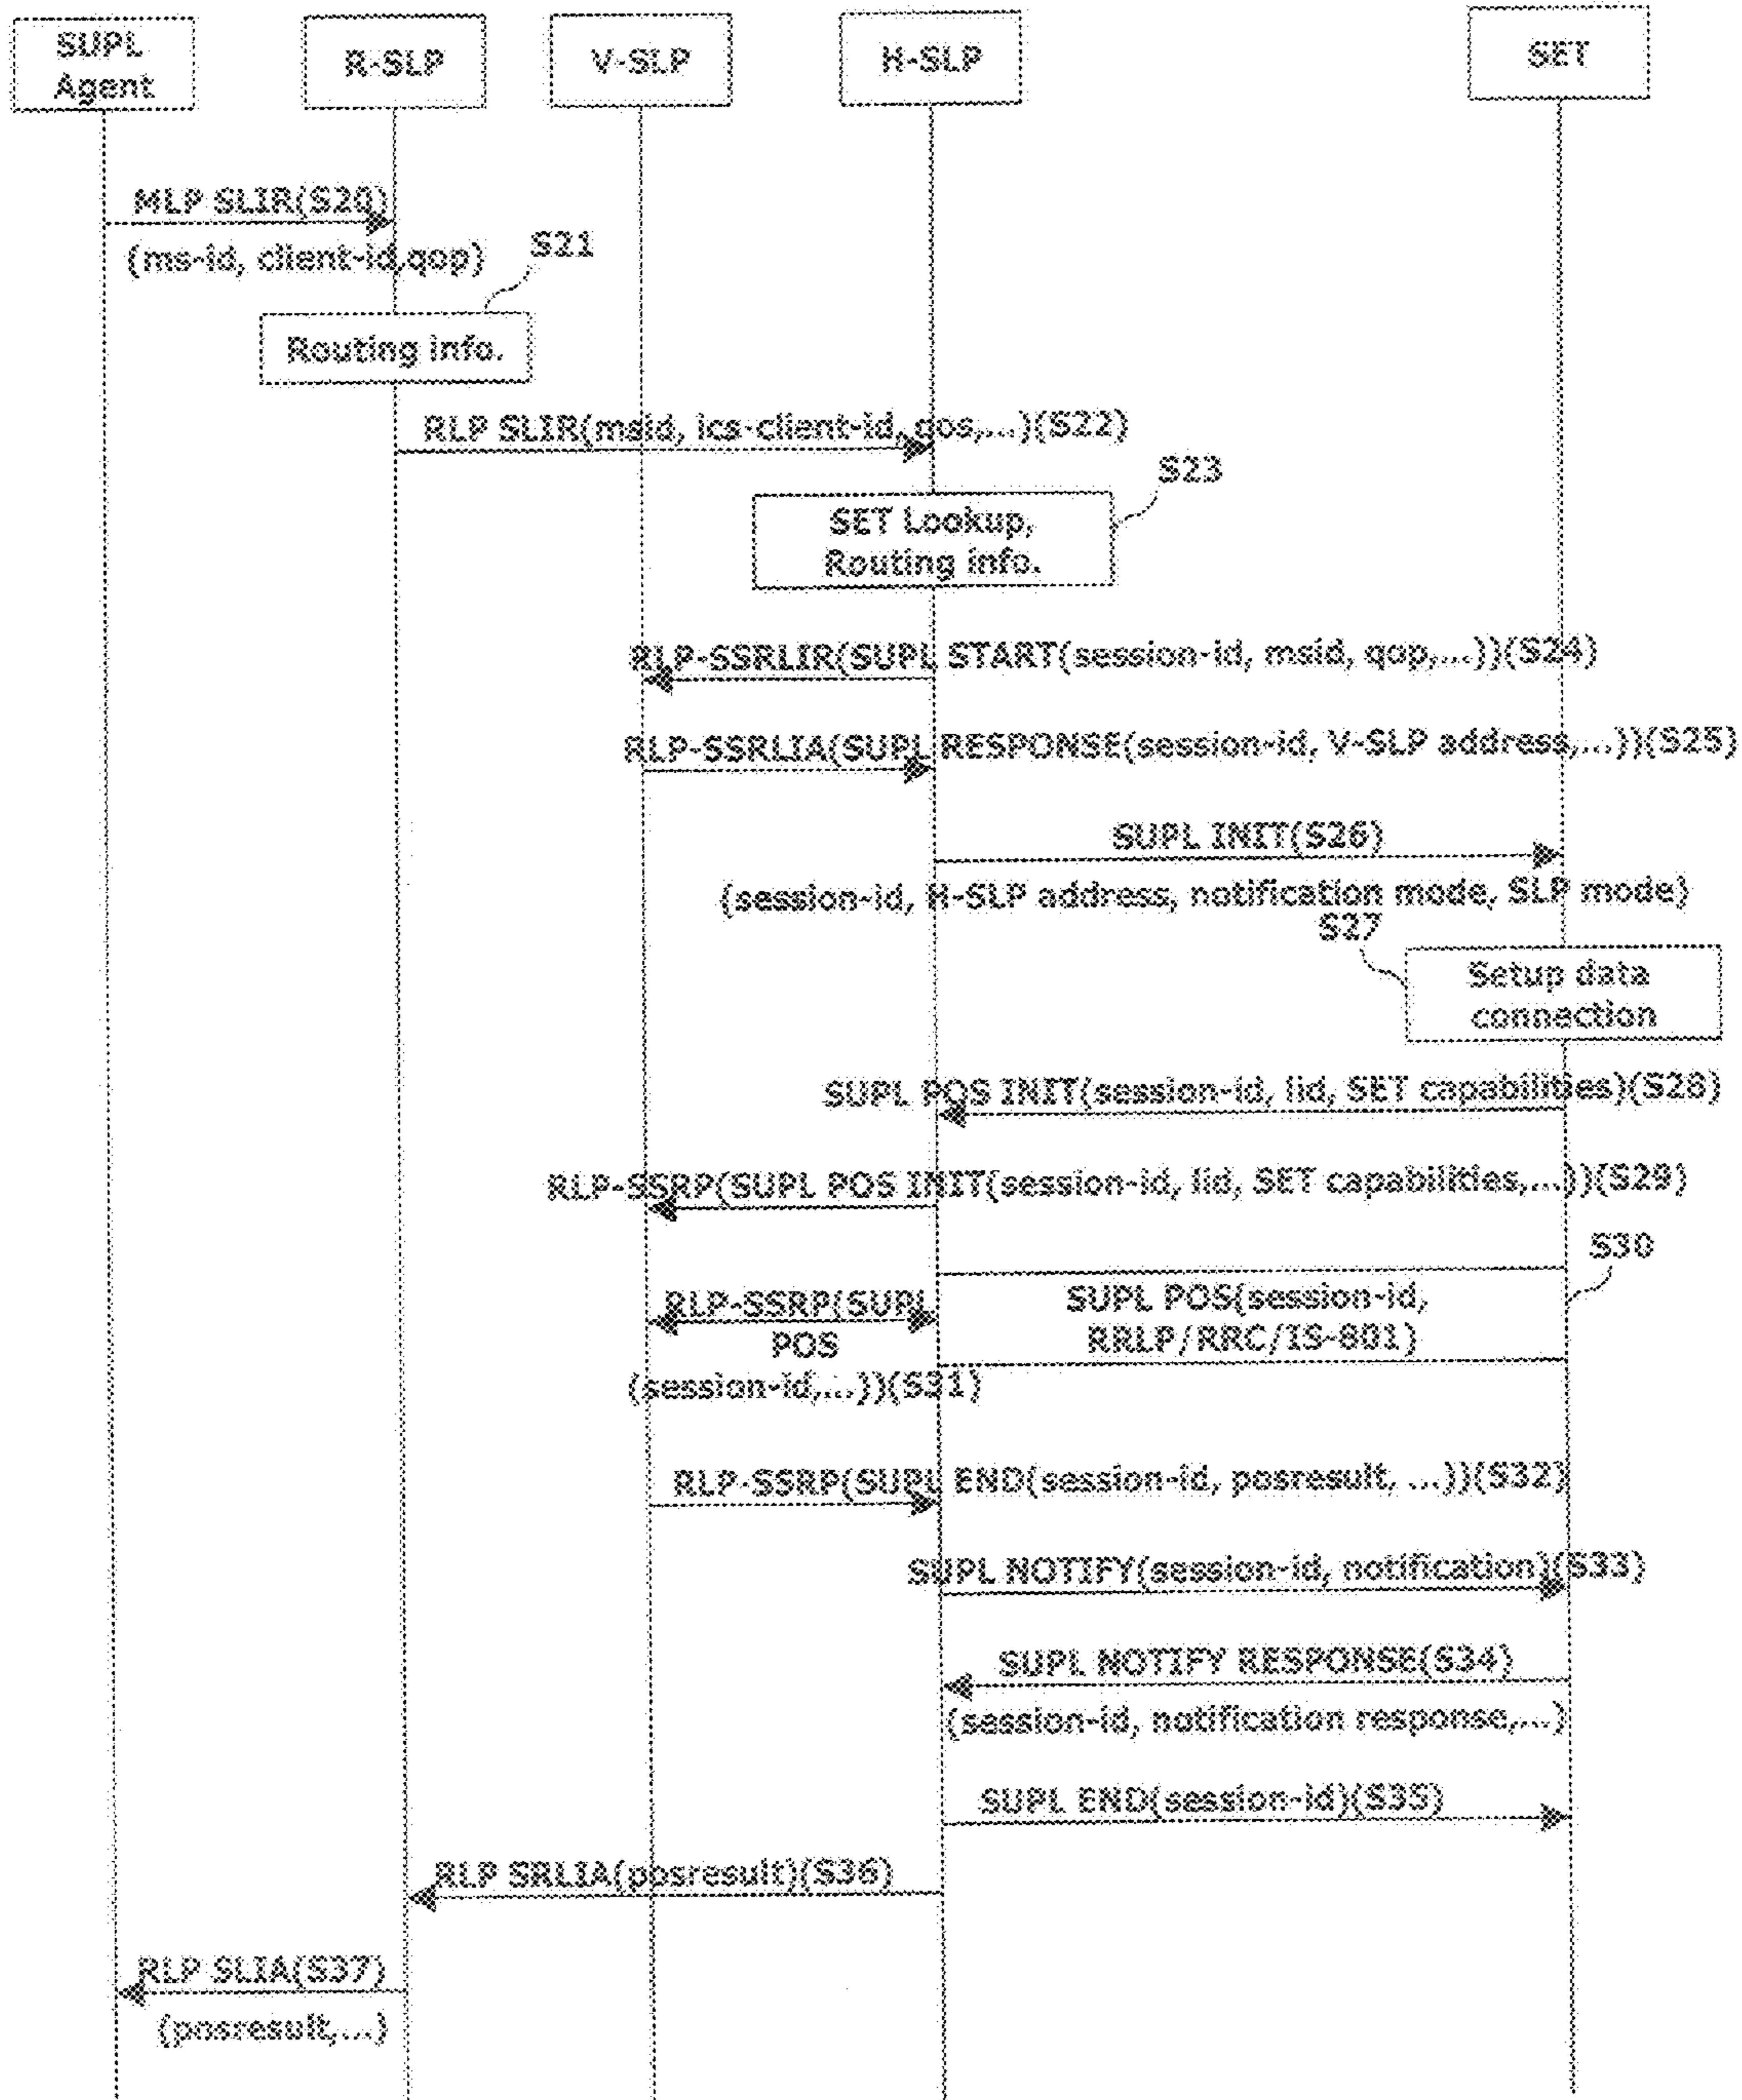 SUPL
Agent
R-SLP
V-SLP
H-SLP
SET
MLP SLIR(S20)
(ms-id, client-id,qop)
S21
Routing info.
RLP SLIR(msid, lcs-client-id, qos,...)(S22)
S23
SET Lookup,
Routing info.
RLP-SSRLIR(SUPL START(session-id, msid, qop,...))(S24)
RLP-SSRLIA(SUPL RESPONSE(session-id, V-SLP address,...))(S25)
SUPL INIT(S26)
(session-id, H-SLP address, notification mode, SLP mode)
S27
Setup data
connection
SUPL POS INIT(session-id, lid, SET capabilities)(S28)
RLP-SSRP(SUPL POS INIT(session-id, lid, SET capabilities,...))(S29)
S30
RLP-SSRP(SUPL
POS
(session-id,...))(S31)
SUPL POS(session-id,
RRLP/RRC/IS-801)
RLP-SSRP(SUPL END(session-id, posresult, ...))(S32)
SUPL NOTIFY(session-id, notification)(S33)
SUPL NOTIFY RESPONSE(S34)
(session-id, notification response,...)
SUPL END(session-id)(S35)
RLP SRLIA(posresult)(S36)
RLP SLIA(S37)
(posresult,...)